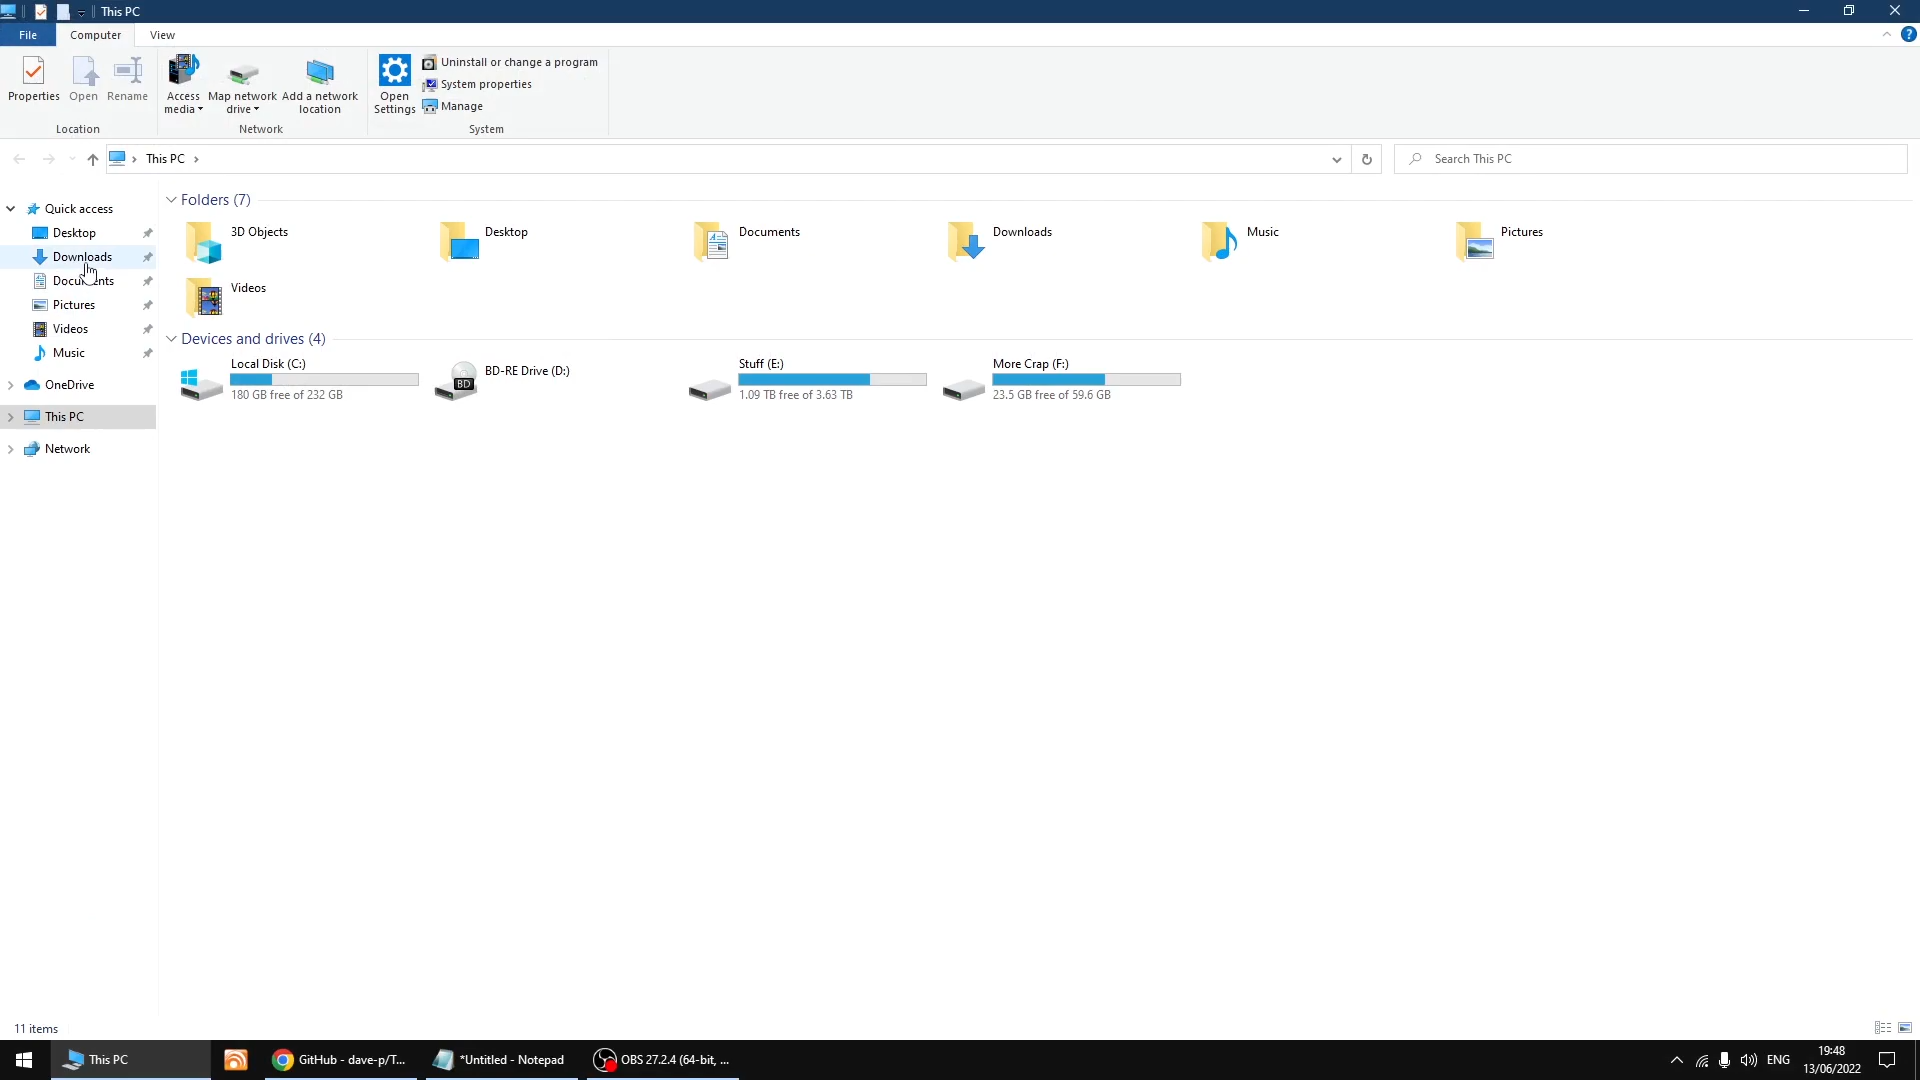 This PC
File
Computer
View
Properties
Open
Rename
Access media
Map network drive
Add a network location
Open Settings
Uninstall or change a program
System properties
Manage
Location
Network
System
This PC
Search This PC
Quick access
Desktop
Downloads
Pictures
Videos
Music
OneDrive
This PC
Network
Folders (7)
3D Objects
Desktop
Documents
Downloads
Music
Pictures
Videos
Devices and drives (4)
Local Disk (C:)
180 GB free of 232 GB
BD-RE Drive (D:)
BD
Stuff (E:)
1.09 TB free of 3.63 TB
More Crap (F:)
23.5 GB free of 59.6 GB
11 items
This PC
GitHub - dave-p/T...
*Untitled - Notepad
OBS 27.2.4 (64-bit, ...
ENG
19:48
13/06/2022